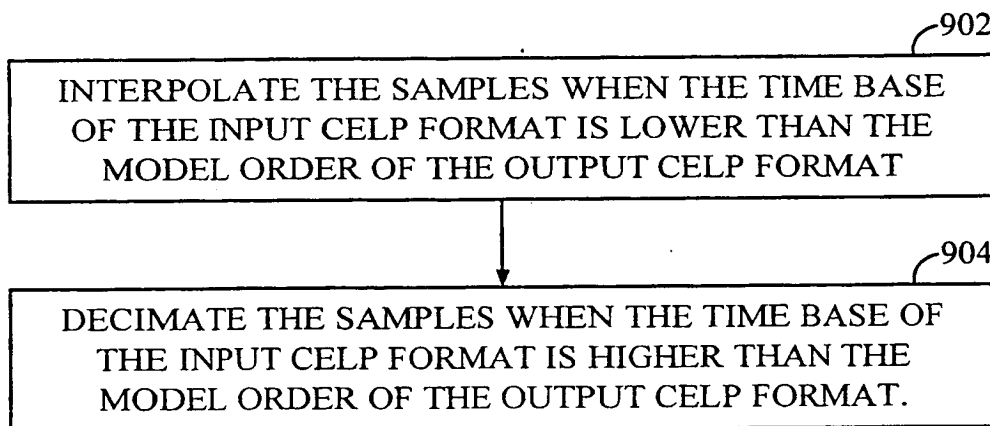 902
INTERPOLATE THE SAMPLES WHEN THE TIME BASE
OF THE INPUT CELP FORMAT IS LOWER THAN THE
MODEL ORDER OF THE OUTPUT CELP FORMAT
904
DECIMATE THE SAMPLES WHEN THE TIME BASE OF
THE INPUT CELP FORMAT IS HIGHER THAN THE
MODEL ORDER OF THE OUTPUT CELP FORMAT.